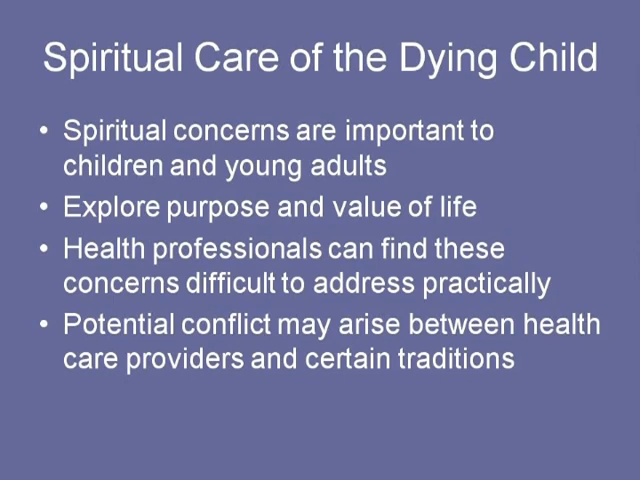 Spiritual Care of the Dying Child
• Spiritual concerns are important to
children and young adults
• Explore purpose and value of life
• Health professionals can find these
concerns difficult to address practically
• Potential conflict may arise between health
care providers and certain traditions